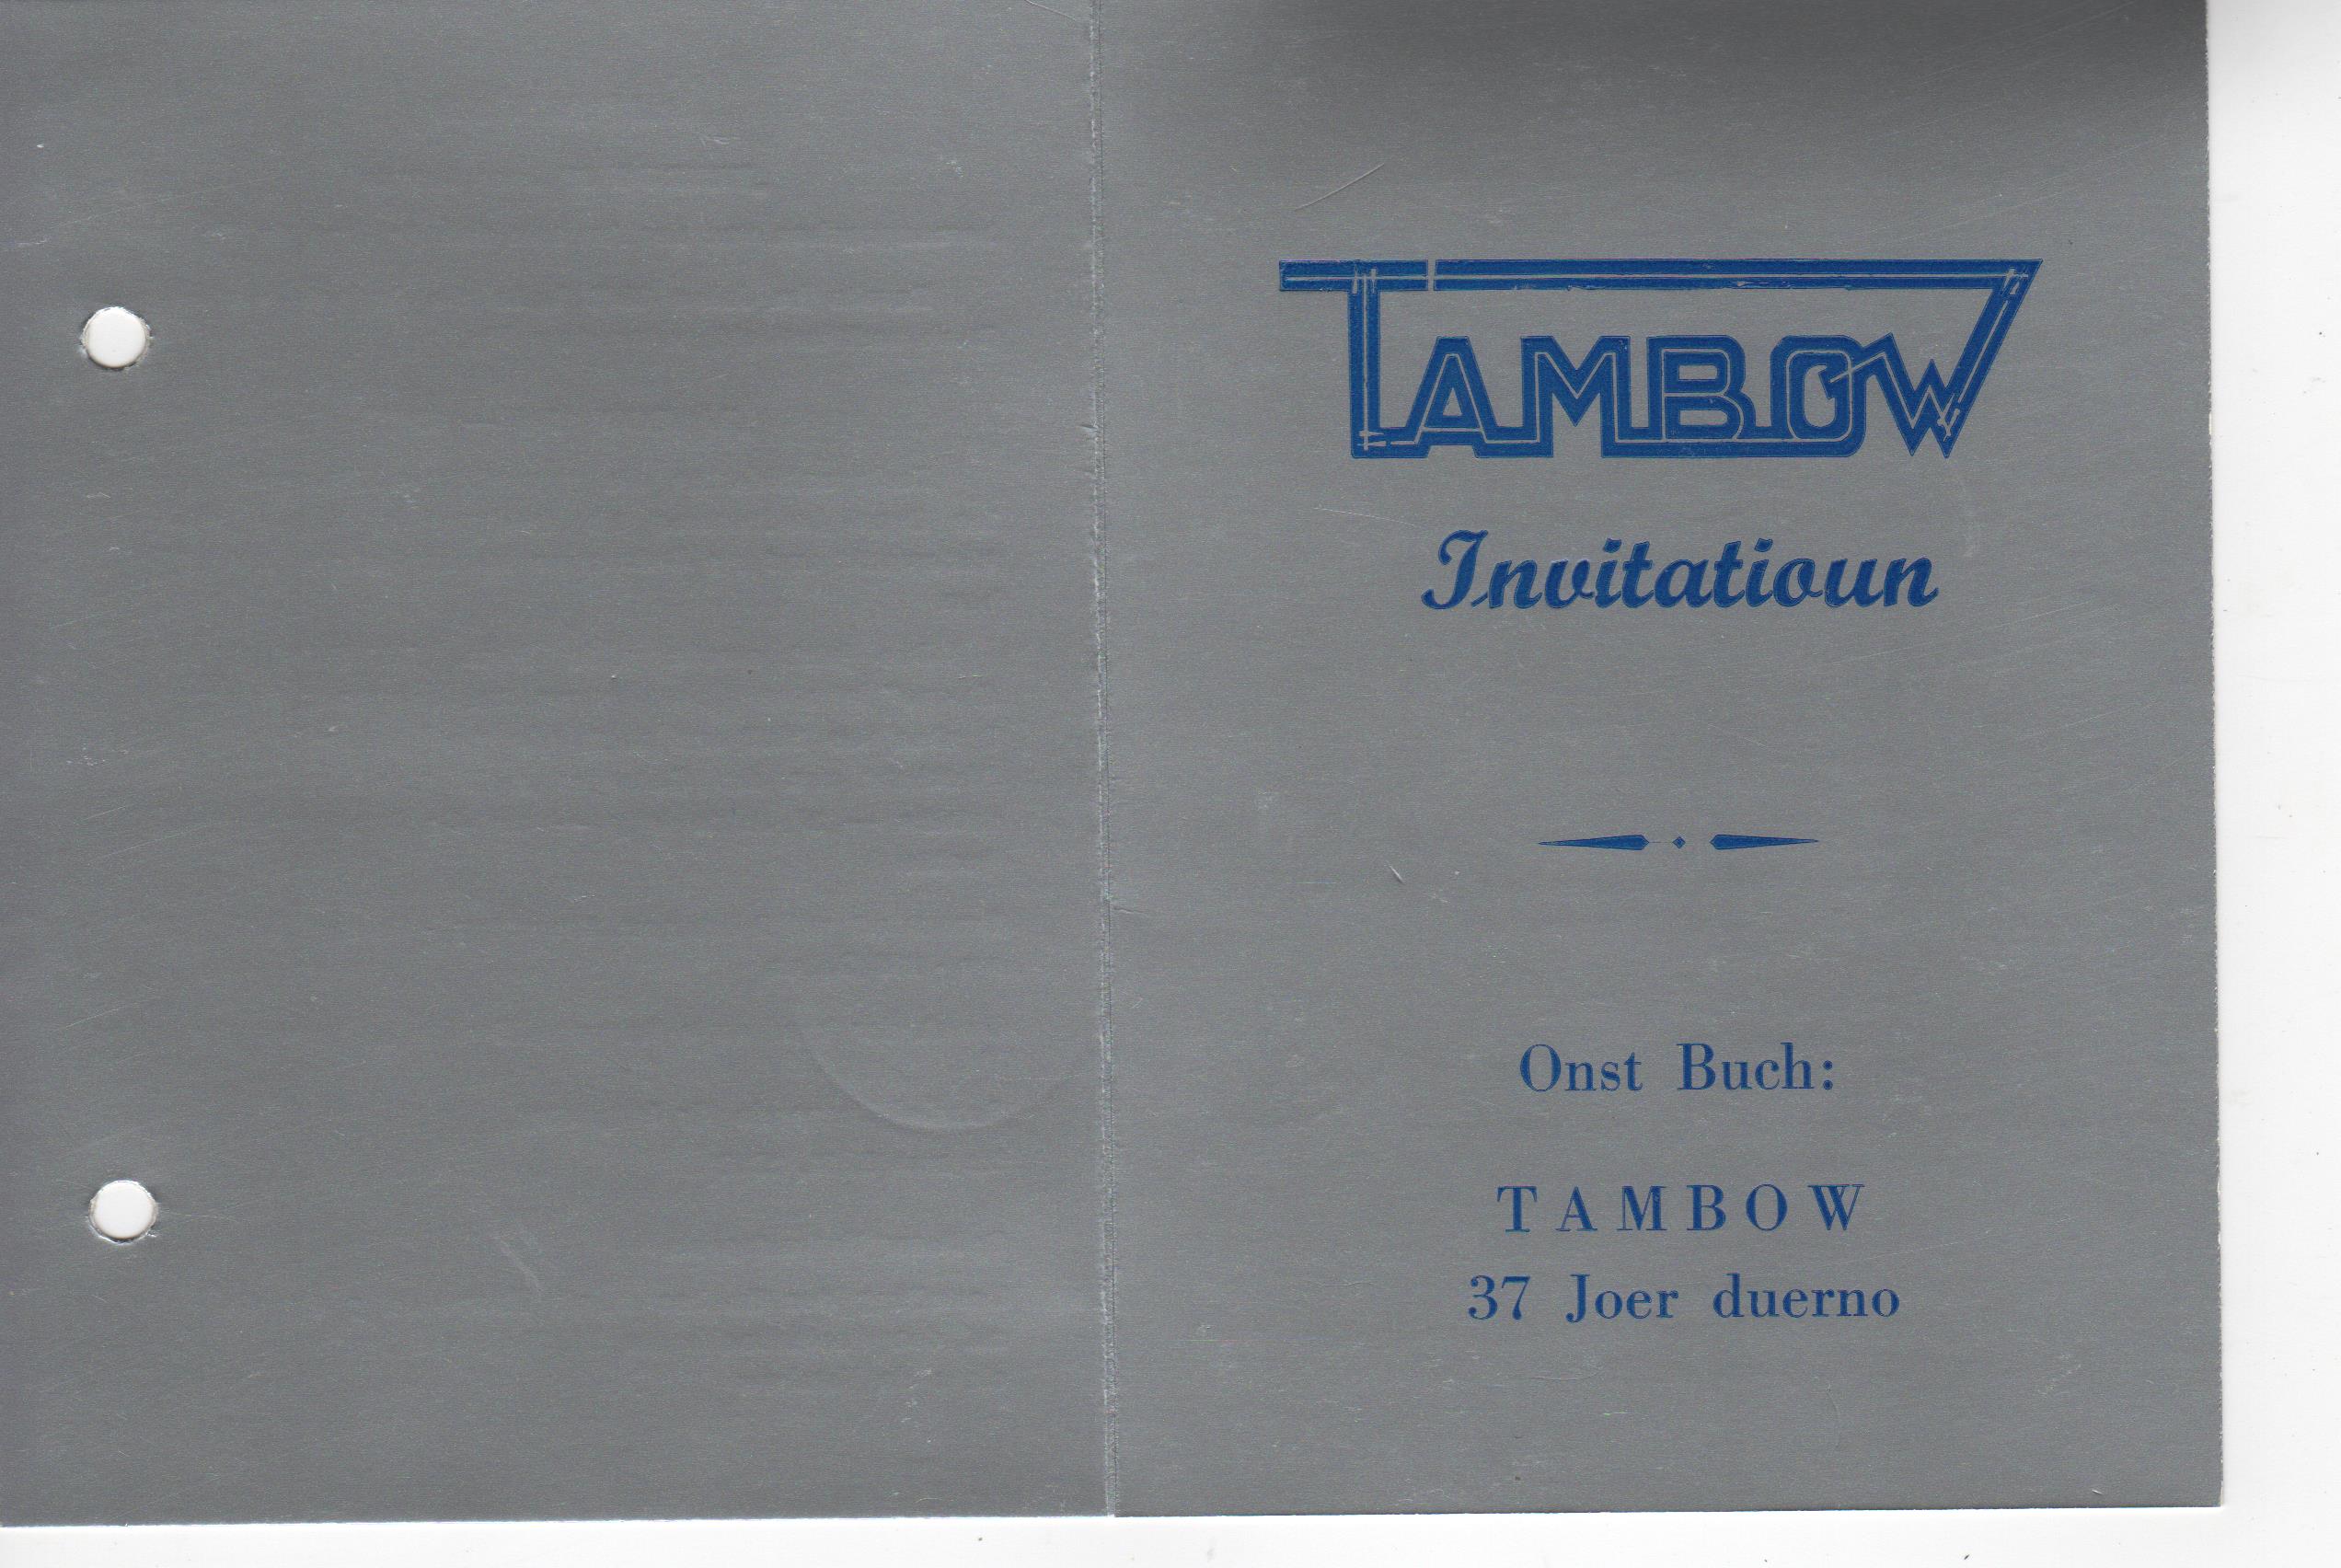 TAMBOW
Invitatioun
Onst Buch:
TAMBOW
37 Joer duerno